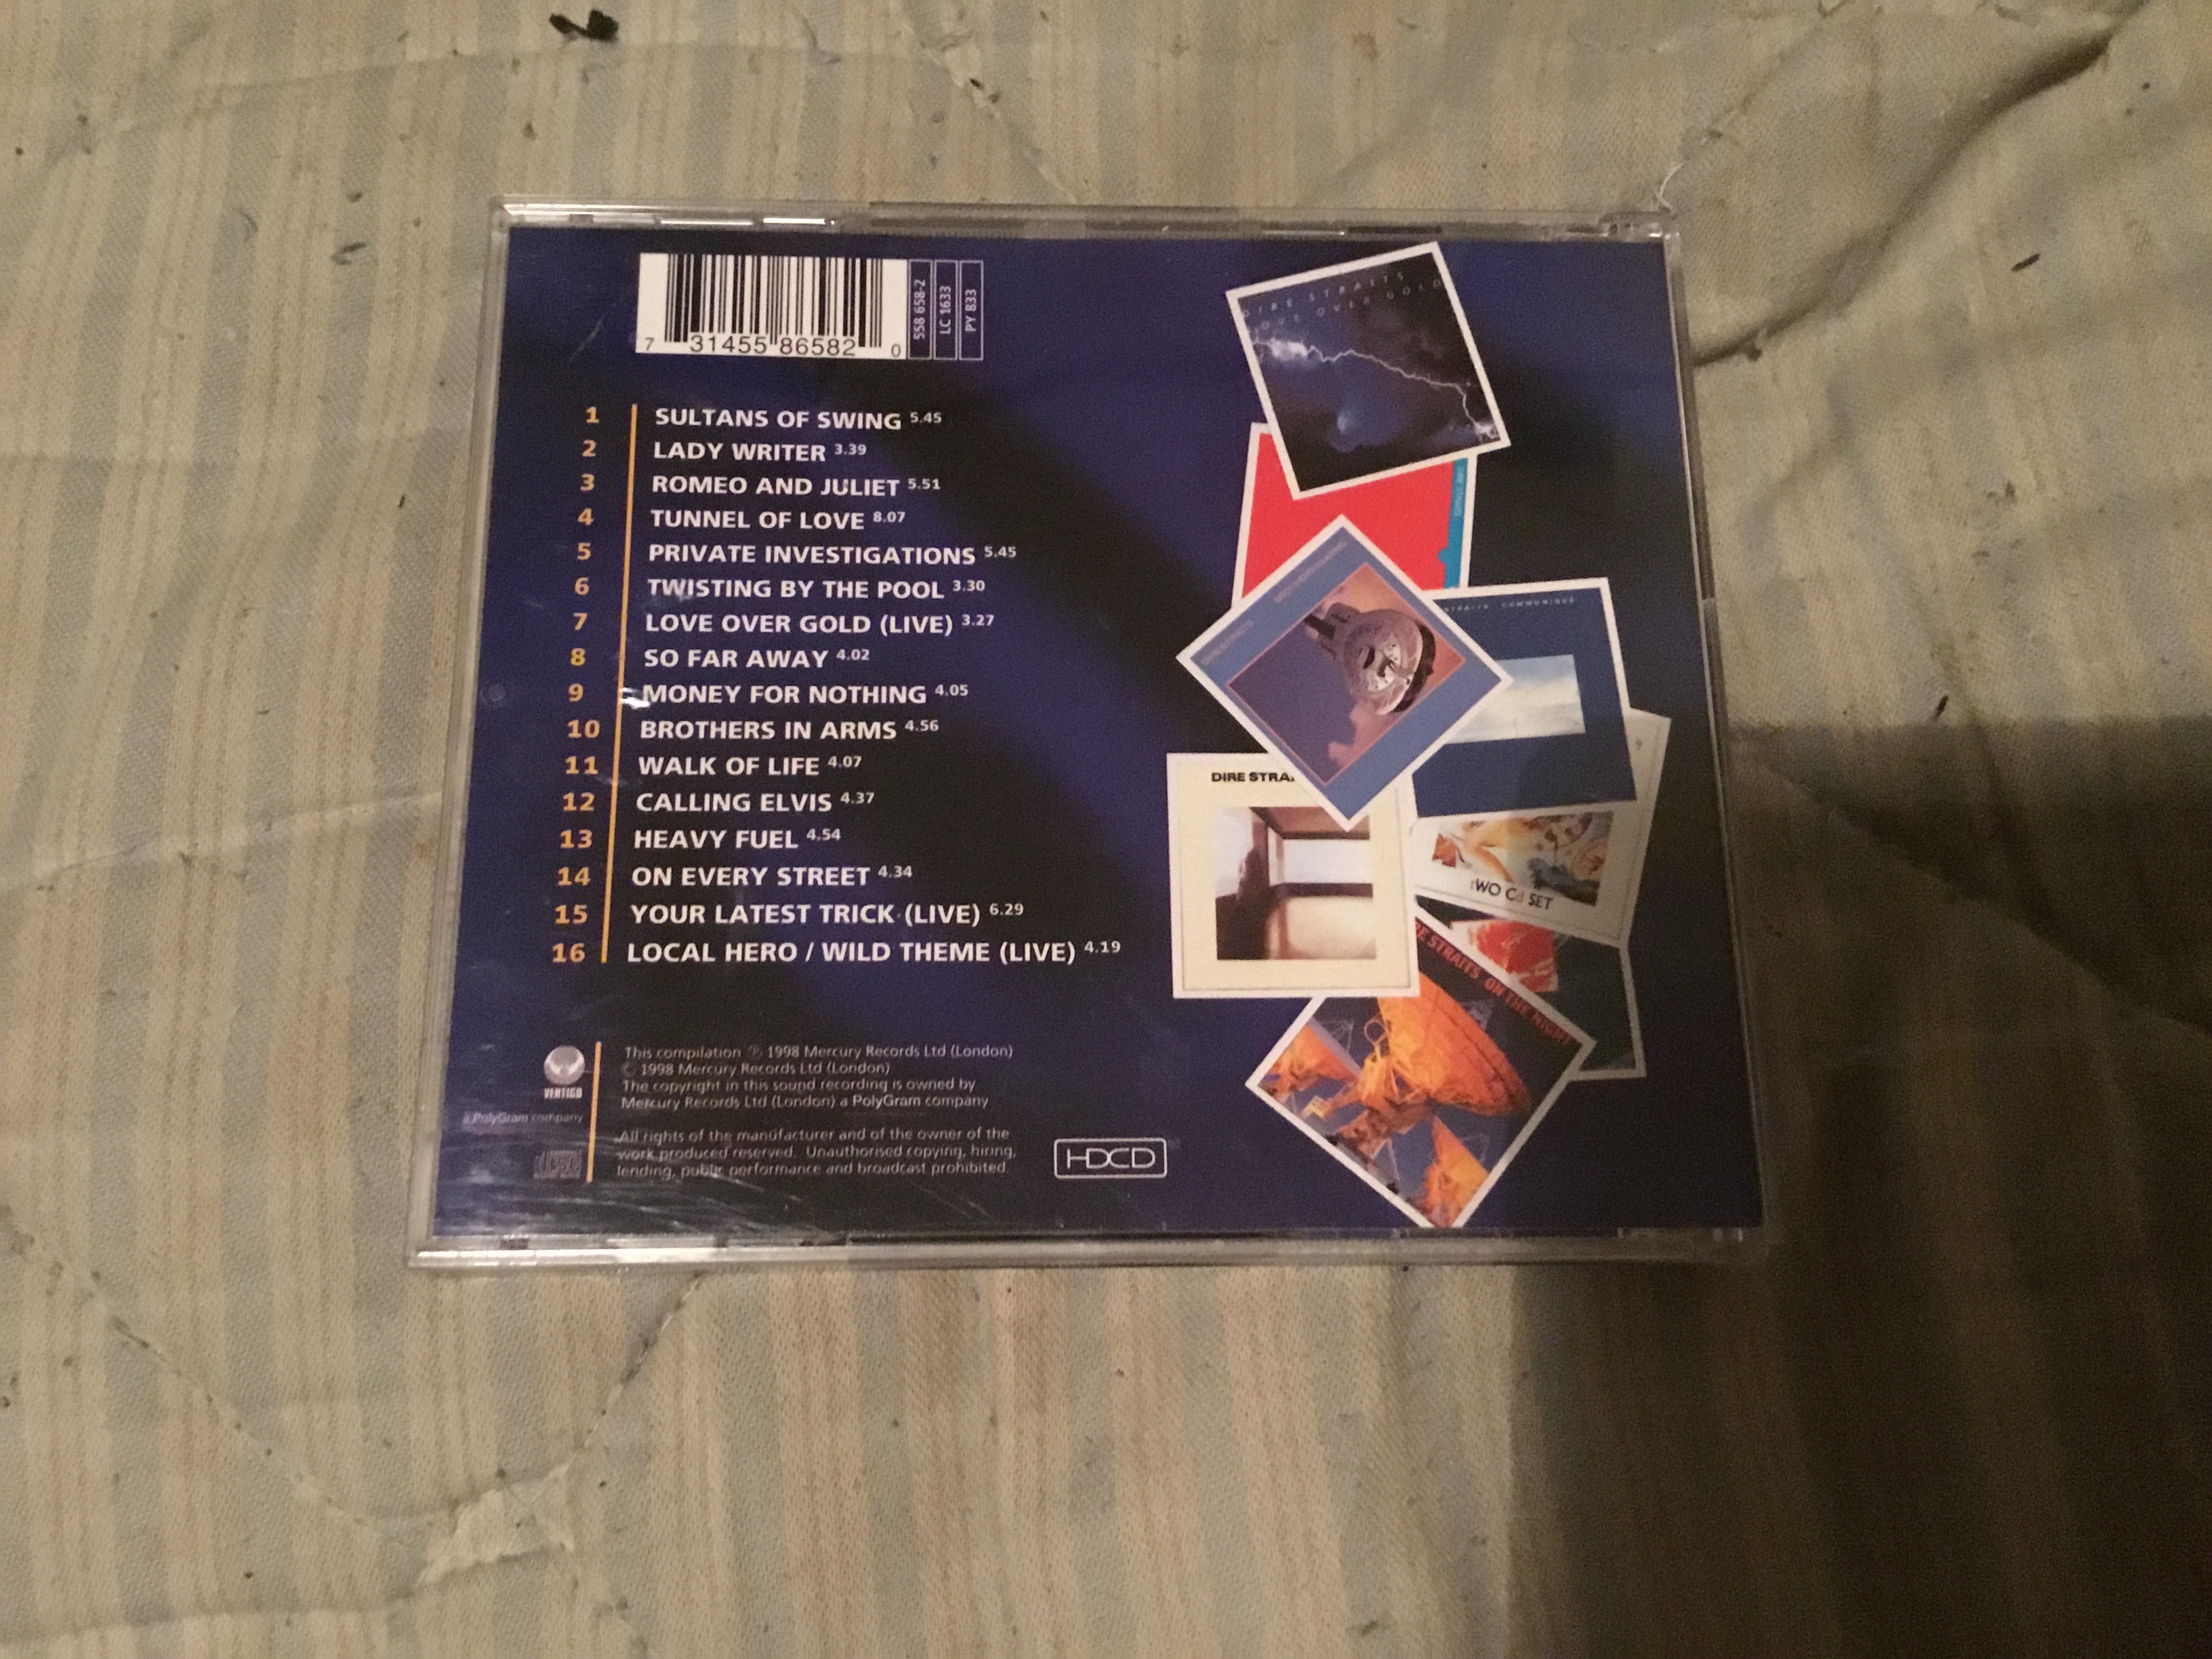 7 31455 86582 0
558 658-2
LC 1633
PY 833
1 SULTANS OF SWING 5.45
2 LADY WRITER 3.39
3 ROMEO AND JULIET 5.51
4 TUNNEL OF LOVE 8.07
5 PRIVATE INVESTIGATIONS 5.45
6 TWISTING BY THE POOL 3.30
7 LOVE OVER GOLD (LIVE) 3.27
8 SO FAR AWAY 4.02
9 MONEY FOR NOTHING 4.05
10 BROTHERS IN ARMS 4.56
11 WALK OF LIFE 4.07
12 CALLING ELVIS 4.37
13 HEAVY FUEL 4.54
14 ON EVERY STREET 4.34
15 YOUR LATEST TRICK (LIVE) 6.29
16 LOCAL HERO / WILD THEME (LIVE) 4.19
VERTIGO
a PolyGram company
This compilation ℗ 1998 Mercury Records Ltd (London)
© 1998 Mercury Records Ltd (London)
The copyright in this sound recording is owned by
Mercury Records Ltd (London) a PolyGram company
All rights of the manufacturer and of the owner of the
work produced reserved. Unauthorised copying, hiring,
lending, public performance and broadcast prohibited.
HDCD
DIRE STRAITS
LOVE OVER GOLD
STRAITS COMMUNIQUE
DIRE STRA
TWO Cd SET
RE STRAITS ON THE NIGHT